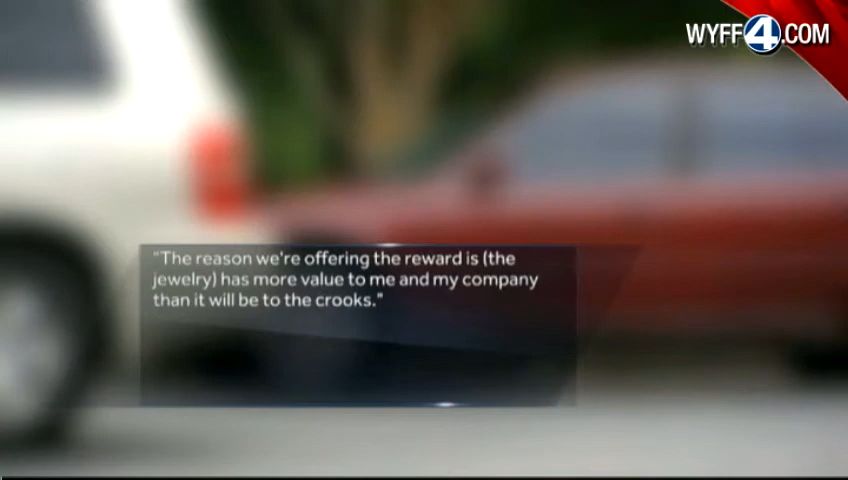 WYFF4.COM
"The reason we're offering the reward is (the
jewelry) has more value to me and my company
than it will be to the crooks."